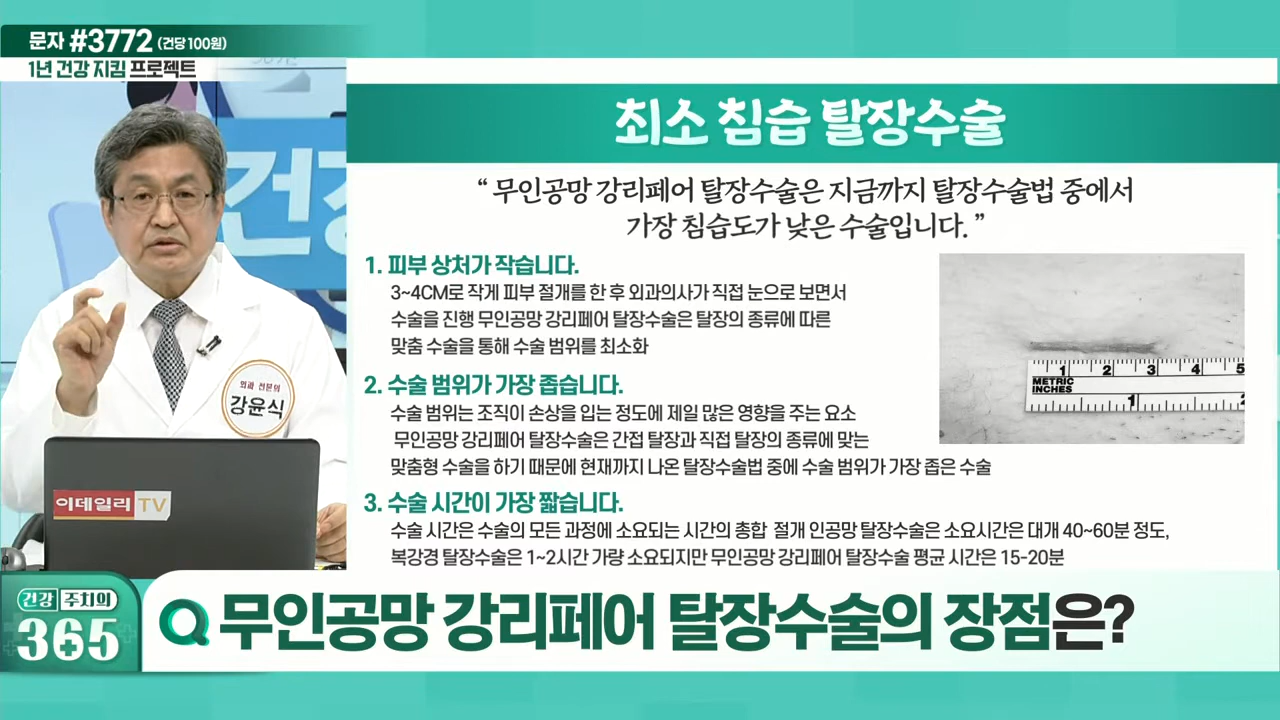 문자 #3772 (건당 100원)
1년 건강 지킴 프로젝트
건강
최소 침습 탈장수술
“ 무인공망 강리페어 탈장수술은 지금까지 탈장수술법 중에서
가장 침습도가 낮은 수술입니다. ”
1. 피부 상처가 작습니다.
3~4CM로 작게 피부 절개를 한 후 외과의사가 직접 눈으로 보면서
수술을 진행 무인공망 강리페어 탈장수술은 탈장의 종류에 따른
맞춤 수술을 통해 수술 범위를 최소화
1 2 3 4 5
METRIC
INCHES
1 2
2. 수술 범위가 가장 좁습니다.
수술 범위는 조직이 손상을 입는 정도에 제일 많은 영향을 주는 요소
무인공망 강리페어 탈장수술은 간접 탈장과 직접 탈장의 종류에 맞는
맞춤형 수술을 하기 때문에 현재까지 나온 탈장수술법 중에 수술 범위가 가장 좁은 수술
3. 수술 시간이 가장 짧습니다.
수술 시간은 수술의 모든 과정에 소요되는 시간의 총합 절개 인공망 탈장수술은 소요시간은 대개 40~60분 정도,
복강경 탈장수술은 1~2시간 가량 소요되지만 무인공망 강리페어 탈장수술 평균 시간은 15-20분
외과 전문의
강윤식
이데일리 TV
건강 주치의
365
Q 무인공망 강리페어 탈장수술의 장점은?